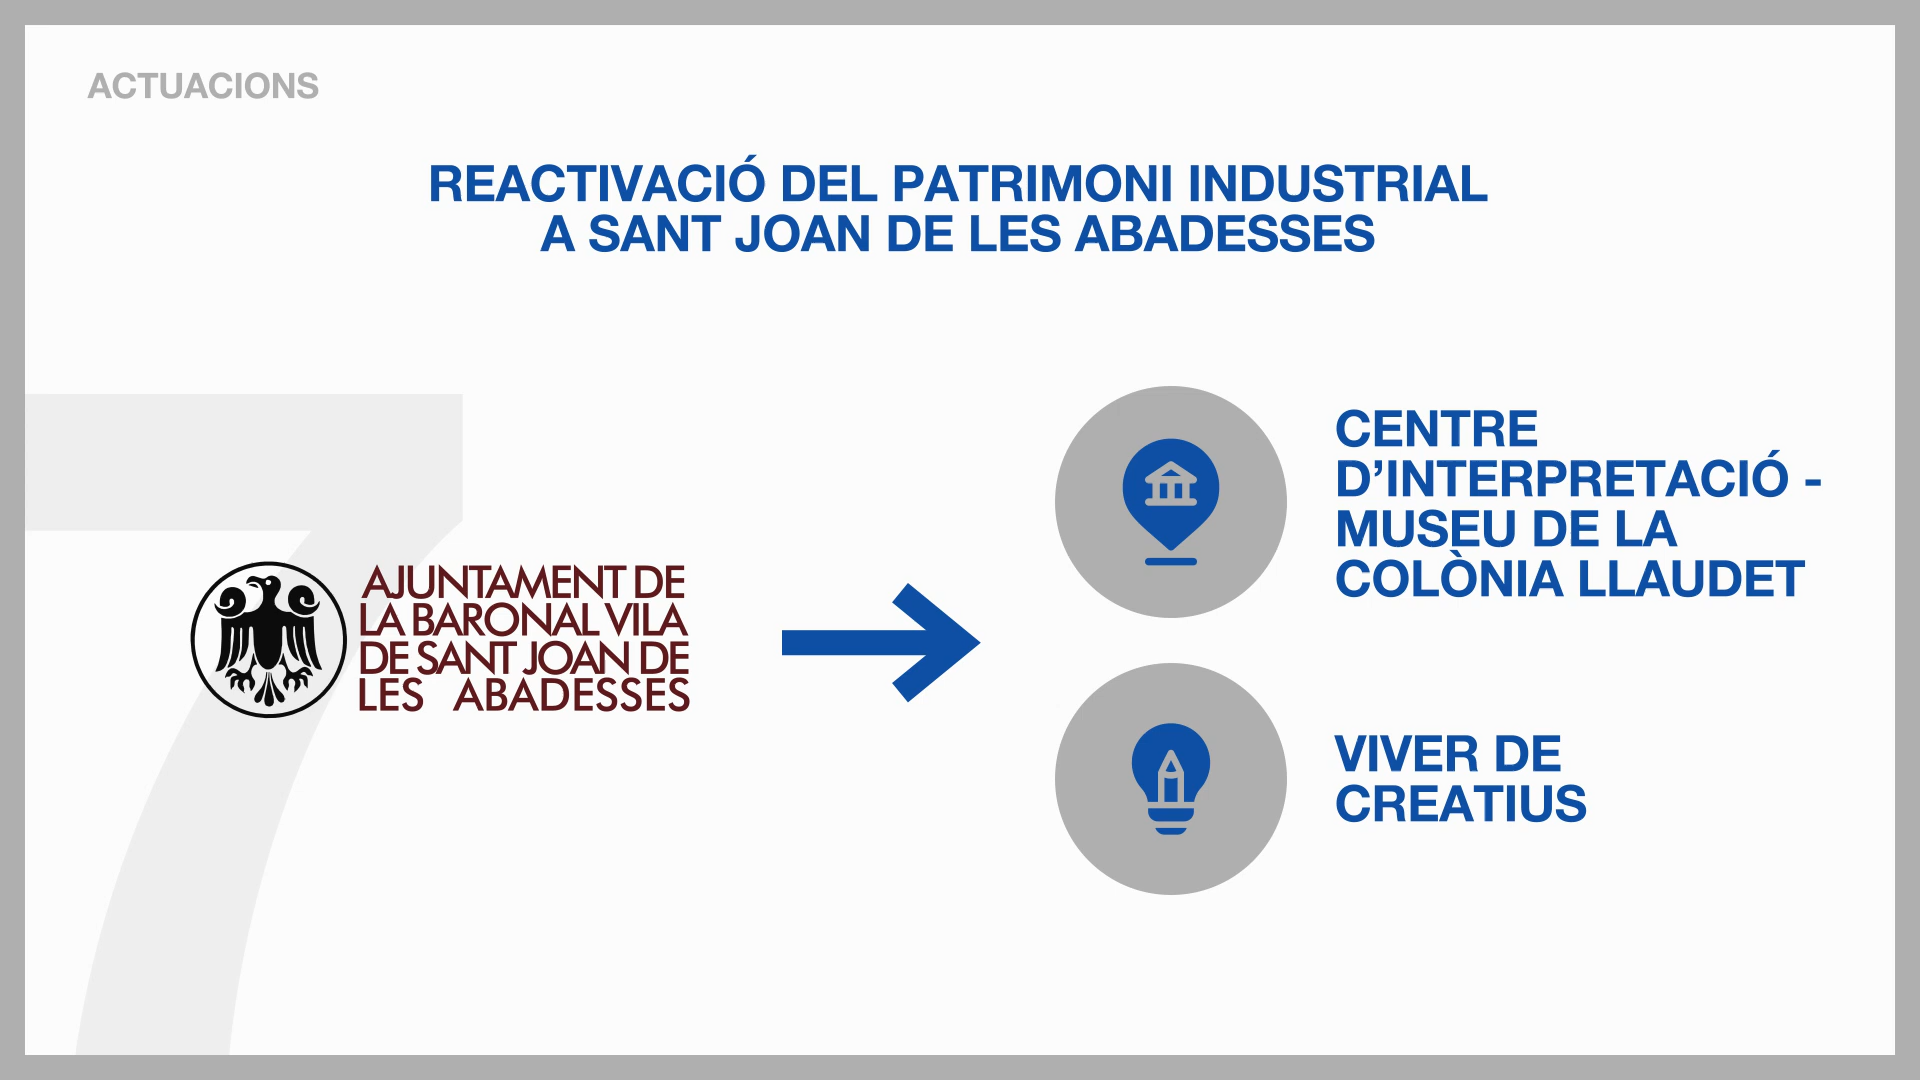 ACTUACIONS
REACTIVACIÓ DEL PATRIMONI INDUSTRIAL
A SANT JOAN DE LES ABADESSES
7
AJUNTAMENT DE
LA BARONAL VILA
DE SANT JOAN DE
LES ABADESSES
CENTRE
D’INTERPRETACIÓ -
MUSEU DE LA
COLÒNIA LLAUDET
VIVER DE
CREATIUS